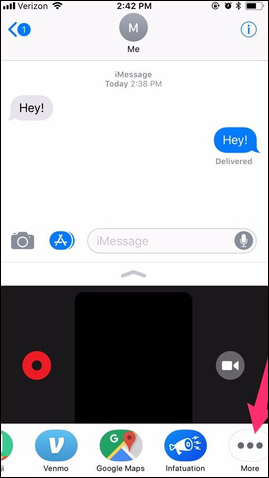 Verizon 2:42 PM
1
M
Me
iMessage
Today 2:38 PM
Hey!
Hey!
Delivered
iMessage
ji Venmo Google Maps Infatuation More